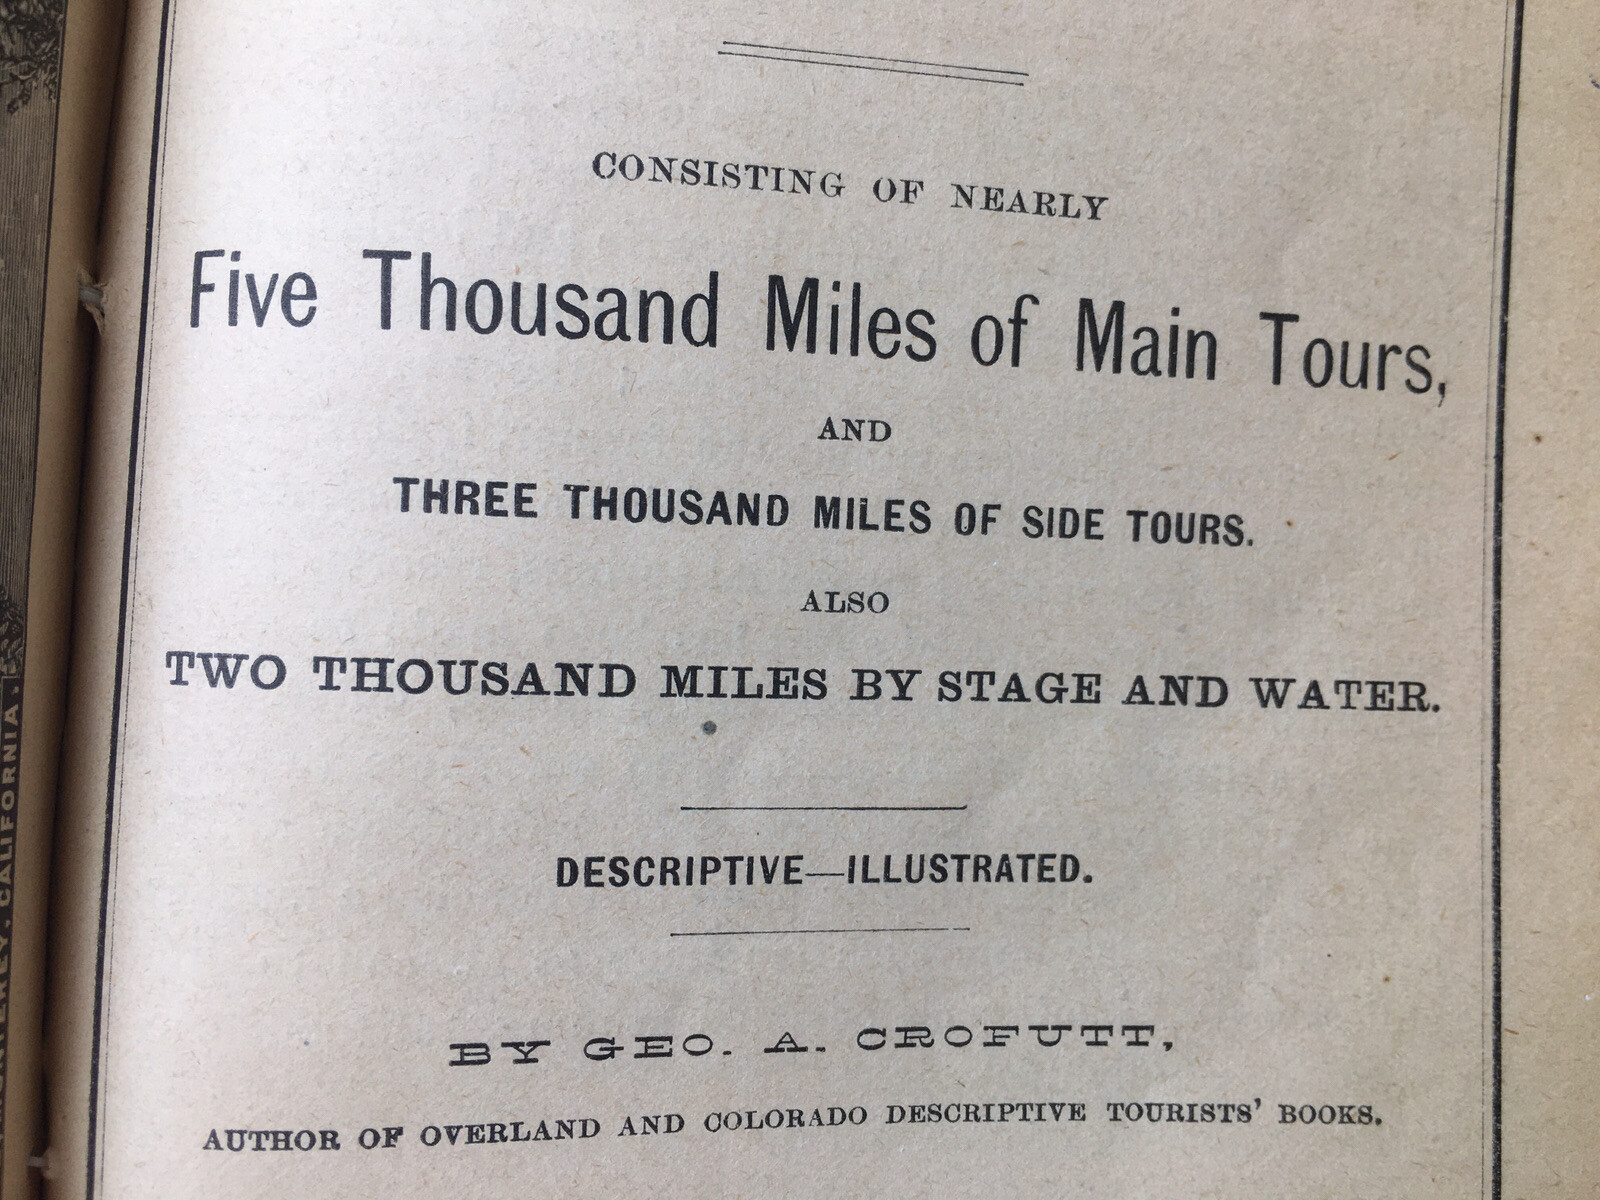 CONSISTING OF NEARLY
Five Thousand Miles of Main Tours,
AND
THREE THOUSAND MILES OF SIDE TOURS.
ALSO
TWO THOUSAND MILES BY STAGE AND WATER.
DESCRIPTIVE—ILLUSTRATED.
BY GEO. A. CROFUTT,
AUTHOR OF OVERLAND AND COLORADO DESCRIPTIVE TOURISTS' BOOKS.
CALIFORNIA.